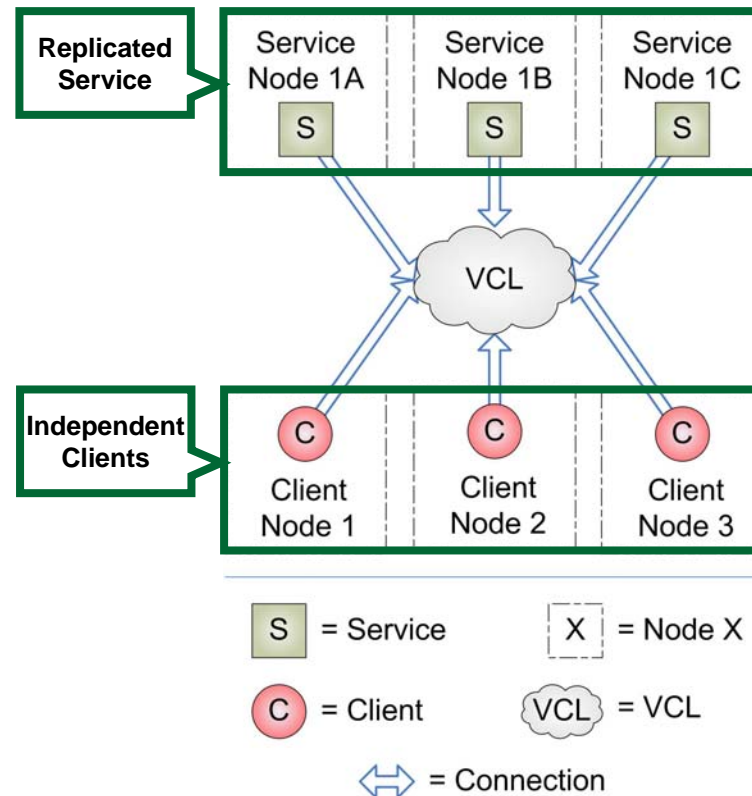 Replicated
Service
Service
Node 1A
Service
Node 1B
Service
Node 1C
S
S
S
VCL
Independent
Clients
C
C
C
Client
Node 1
Client
Node 2
Client
Node 3
S = Service
X = Node X
C = Client
VCL = VCL
= Connection